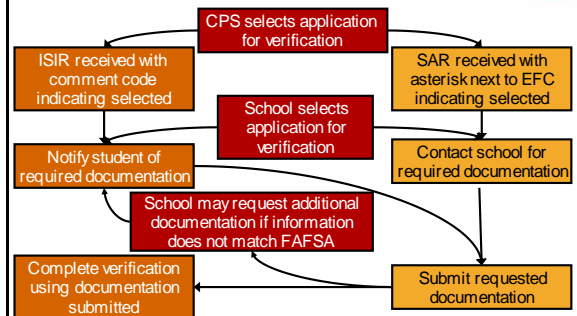 CPS selects application
for verification
ISIR received with
comment code
indicating selected
SAR received with
asterisk next to EFC
indicating selected
School selects
application for
verification
Notify student of
required documentation
Contact school for
required documentation
School may request additional
documentation if information
does not match FAFSA
Complete verification
using documentation
submitted
Submit requested
documentation